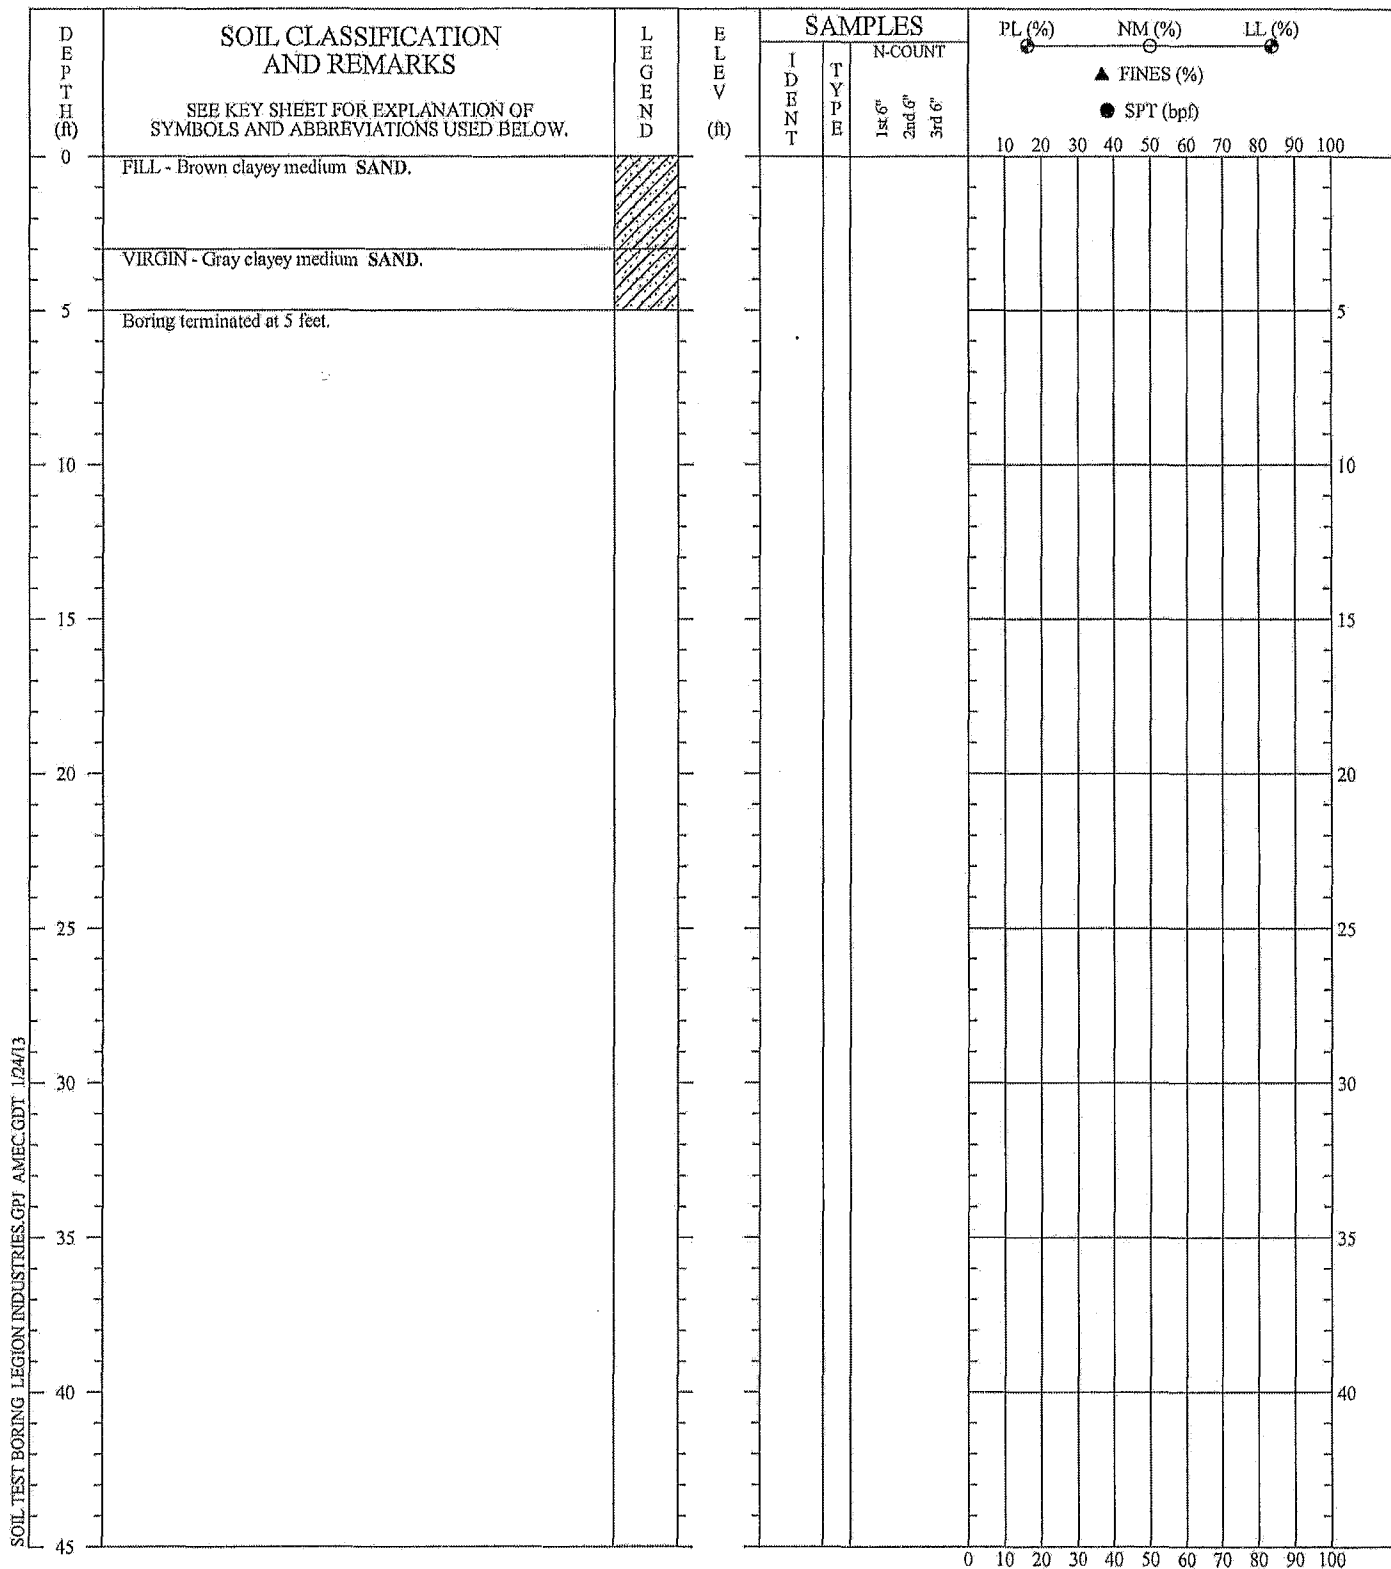 DEPTH (ft)
SOIL CLASSIFICATION
AND REMARKS
SEE KEY SHEET FOR EXPLANATION OF
SYMBOLS AND ABBREVIATIONS USED BELOW.
LEGEND
ELEV (ft)
SAMPLES
IDENT
TYPE
N-COUNT
1st 6"
2nd 6"
3rd 6"
PL (%) NM (%) LL (%)
▲ FINES (%)
● SPT (bpf)
10 20 30 40 50 60 70 80 90 100
0
FILL - Brown clayey medium SAND.
VIRGIN - Gray clayey medium SAND.
5 5
Boring terminated at 5 feet.
10 10
15 15
20 20
25 25
30 30
35 35
40 40
45
0 10 20 30 40 50 60 70 80 90 100
SOIL TEST BORING LEGION INDUSTRIES.GPJ AMEC.GDT 1/24/13